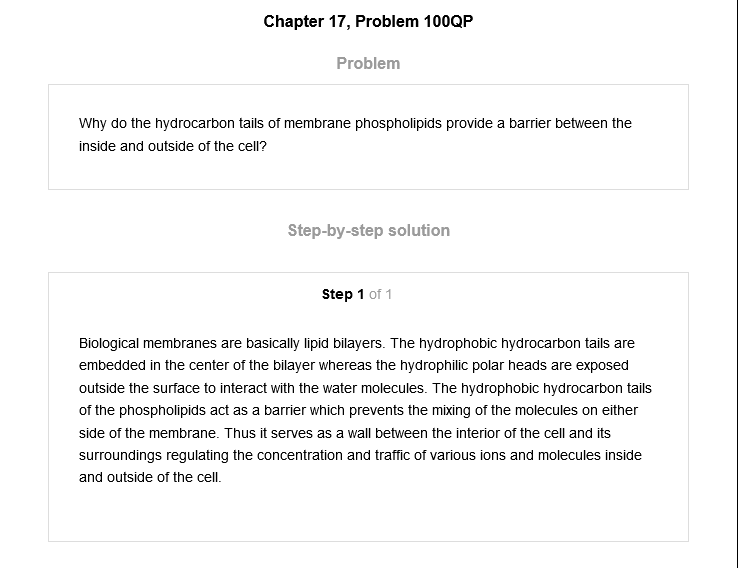 Chapter 17, Problem 100QP
Problem
Why do the hydrocarbon tails of membrane phospholipids provide a barrier between the
inside and outside of the cell?
Step-by-step solution
Step 1 of 1
Biological membranes are basically lipid bilayers. The hydrophobic hydrocarbon tails are
embedded in the center of the bilayer whereas the hydrophilic polar heads are exposed
outside the surface to interact with the water molecules. The hydrophobic hydrocarbon tails
of the phospholipids act as a barrier which prevents the mixing of the molecules on either
side of the membrane. Thus it serves as a wall between the interior of the cell and its
surroundings regulating the concentration and traffic of various ions and molecules inside
and outside of the cell.